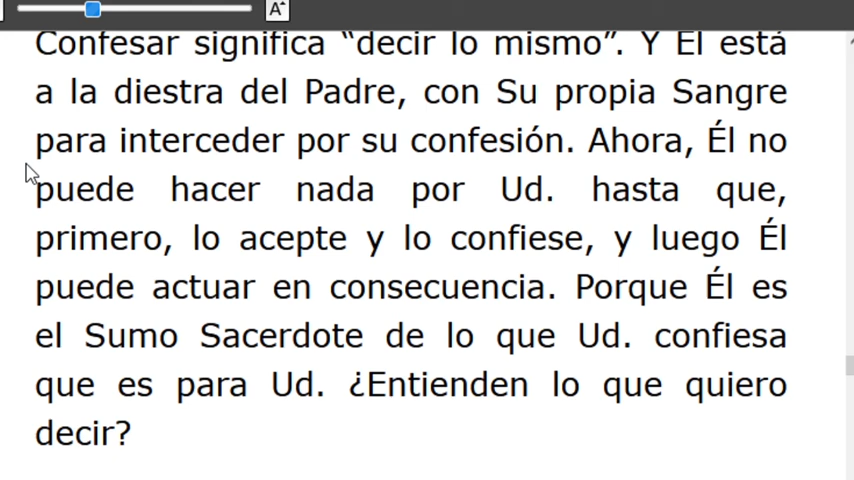 A
Confesar significa “decir lo mismo”. Y Él está
a la diestra del Padre, con Su propia Sangre
para interceder por su confesión. Ahora, Él no
puede hacer nada por Ud. hasta que,
primero, lo acepte y lo confiese, y luego Él
puede actuar en consecuencia. Porque Él es
el Sumo Sacerdote de lo que Ud. confiesa
que es para Ud. ¿Entienden lo que quiero
decir?